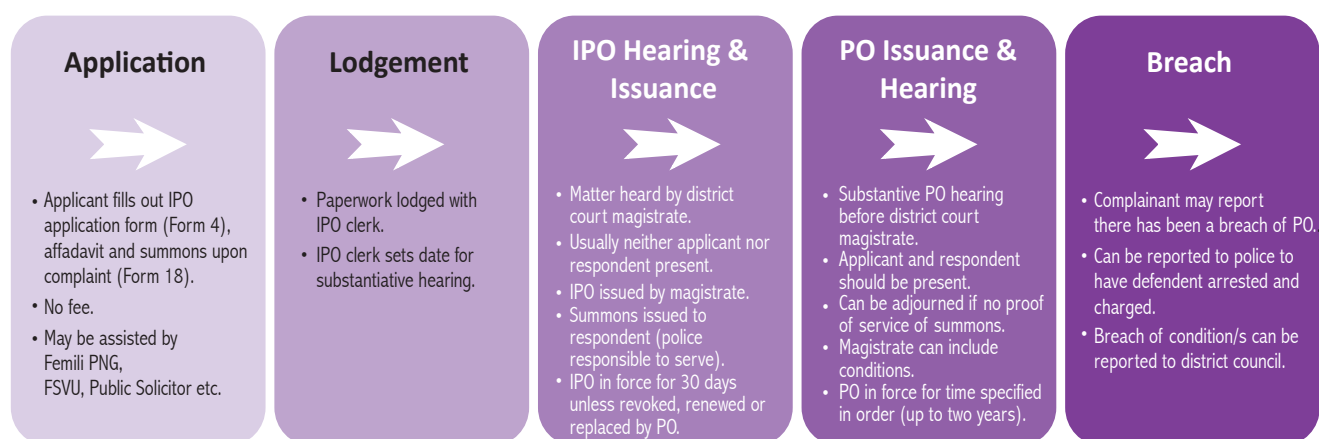 Application
• Applicant fills out IPO
application form (Form 4),
affadavit and summons upon
complaint (Form 18).
• No fee.
• May be assisted by
Femili PNG,
FSVU, Public Solicitor etc.
Lodgement
• Paperwork lodged with
IPO clerk.
• IPO clerk sets date for
substantiative hearing.
IPO Hearing &
Issuance
• Matter heard by district
court magistrate.
• Usually neither applicant nor
respondent present.
• IPO issued by magistrate.
• Summons issued to
respondent (police
responsible to serve).
• IPO in force for 30 days
unless revoked, renewed or
replaced by PO.
PO Issuance &
Hearing
• Substantive PO hearing
before district court
magistrate.
• Applicant and respondent
should be present.
• Can be adjourned if no proof
of service of summons.
• Magistrate can include
conditions.
• PO in force for time specified
in order (up to two years).
Breach
• Complainant may report
there has been a breach of PO.
• Can be reported to police to
have defendent arrested and
charged.
• Breach of condition/s can be
reported to district council.